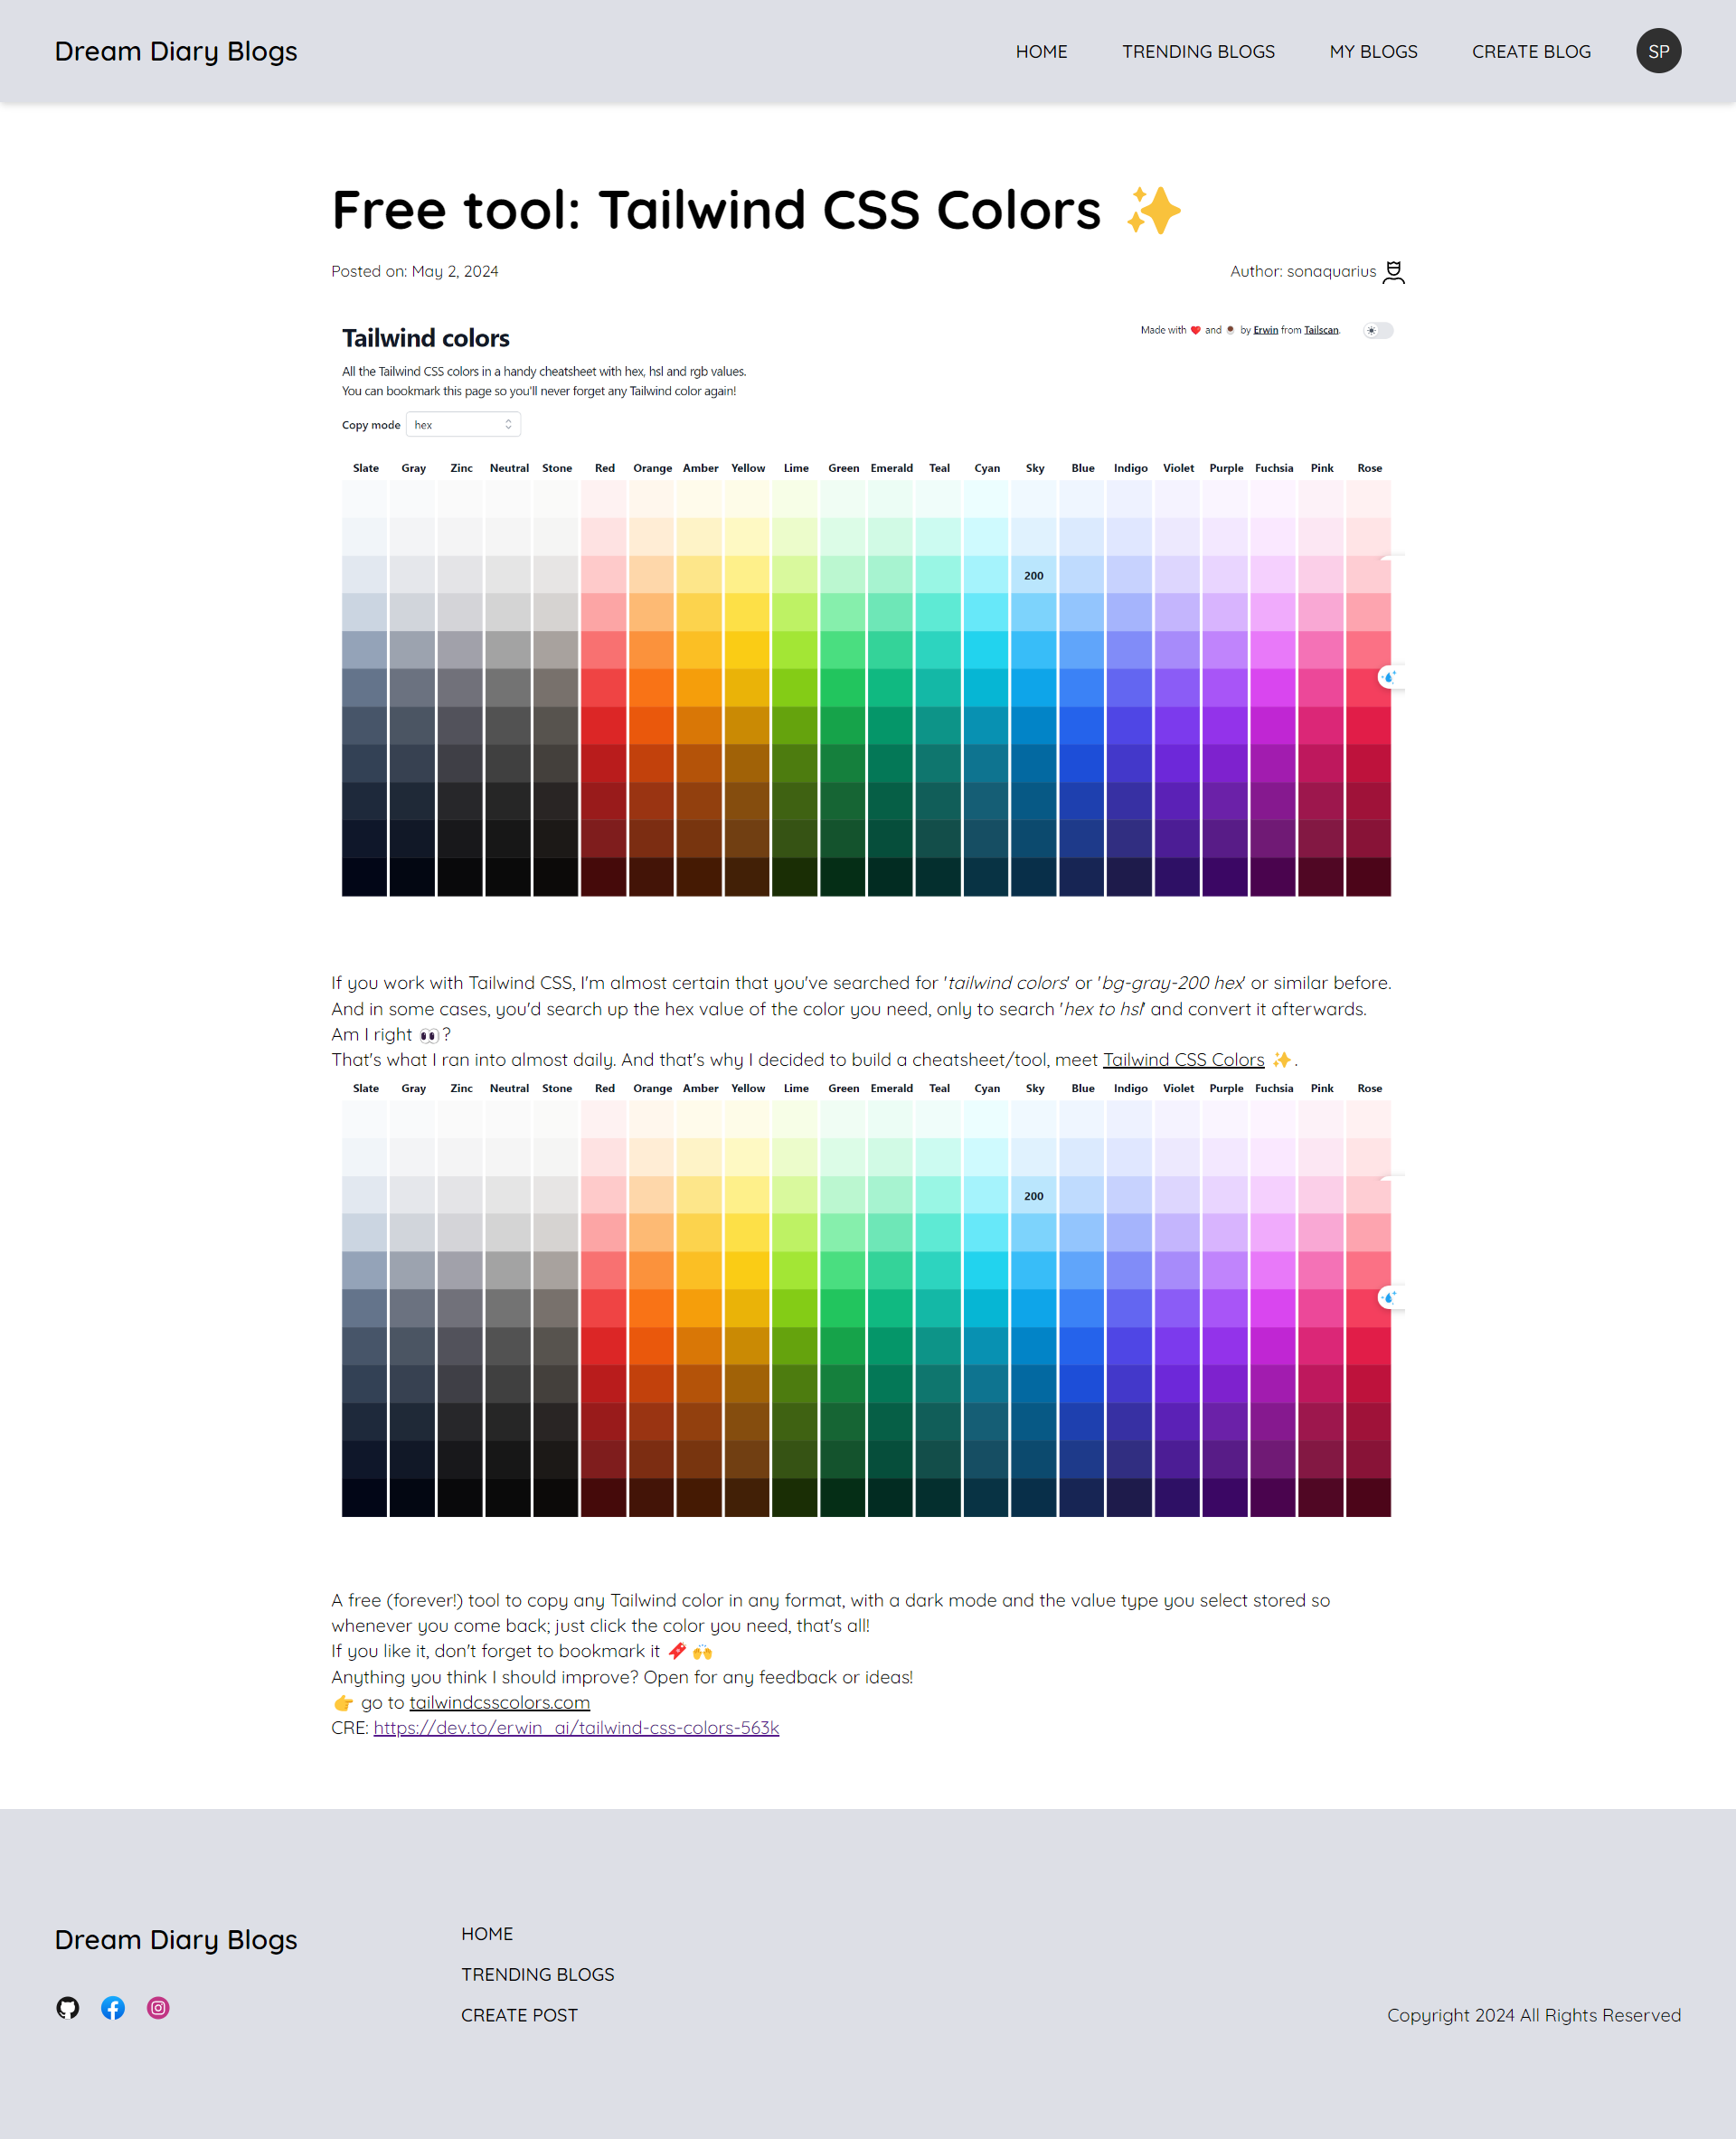 Dream Diary Blogs
HOME
TRENDING BLOGS
MY BLOGS
CREATE BLOG
SP
Free tool: Tailwind CSS Colors ✨
Posted on: May 2, 2024
Author: sonaquarius
Tailwind colors
Made with ❤️ and ☕ by Erwin from Tailscan.
All the Tailwind CSS colors in a handy cheatsheet with hex, hsl and rgb values.
You can bookmark this page so you'll never forget any Tailwind color again!
Copy mode hex
Slate Gray Zinc Neutral Stone Red Orange Amber Yellow Lime Green Emerald Teal Cyan Sky Blue Indigo Violet Purple Fuchsia Pink Rose
200
If you work with Tailwind CSS, I'm almost certain that you've searched for 'tailwind colors' or 'bg-gray-200 hex' or similar before.
And in some cases, you'd search up the hex value of the color you need, only to search 'hex to hsl' and convert it afterwards.
Am I right 👀?
That's what I ran into almost daily. And that's why I decided to build a cheatsheet/tool, meet Tailwind CSS Colors ✨.
Slate Gray Zinc Neutral Stone Red Orange Amber Yellow Lime Green Emerald Teal Cyan Sky Blue Indigo Violet Purple Fuchsia Pink Rose
200
A free (forever!) tool to copy any Tailwind color in any format, with a dark mode and the value type you select stored so
whenever you come back; just click the color you need, that's all!
If you like it, don't forget to bookmark it 🔖 🙌
Anything you think I should improve? Open for any feedback or ideas!
👉 go to tailwindcsscolors.com
CRE: https://dev.to/erwin_ai/tailwind-css-colors-563k
Dream Diary Blogs
HOME
TRENDING BLOGS
CREATE POST
Copyright 2024 All Rights Reserved